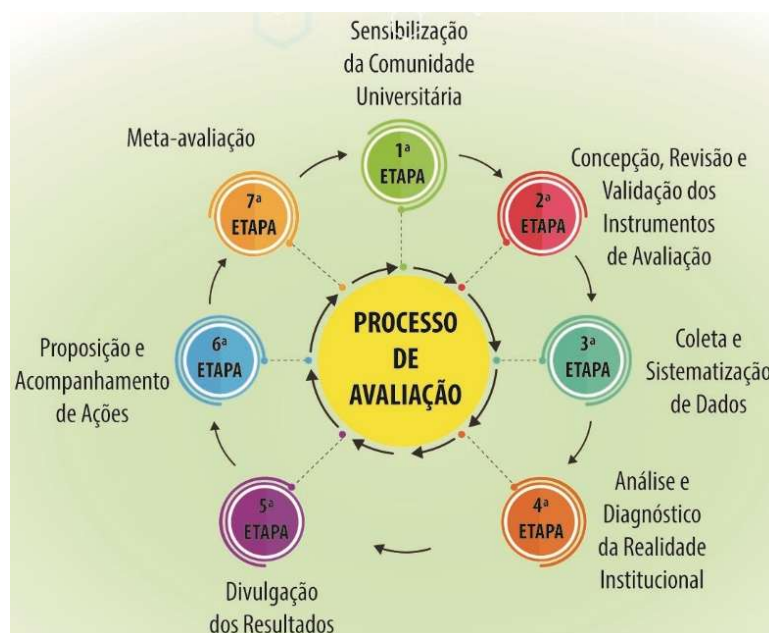 Sensibilização
da Comunidade
Universitária
1ª
ETAPA
Concepção, Revisão e
Validação dos
Instrumentos
de Avaliação
2ª
ETAPA
Coleta e
Sistematização
de Dados
3ª
ETAPA
Análise e
Diagnóstico
da Realidade
Institucional
4ª
ETAPA
Divulgação
dos Resultados
5ª
ETAPA
Proposição e
Acompanhamento
de Ações
6ª
ETAPA
Meta-avaliação
7ª
ETAPA
PROCESSO
DE
AVALIAÇÃO